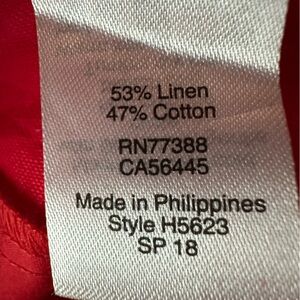 53% Linen
47% Cotton
RN77388
CA56445
Made in Philippines
Style H5623
SP 18